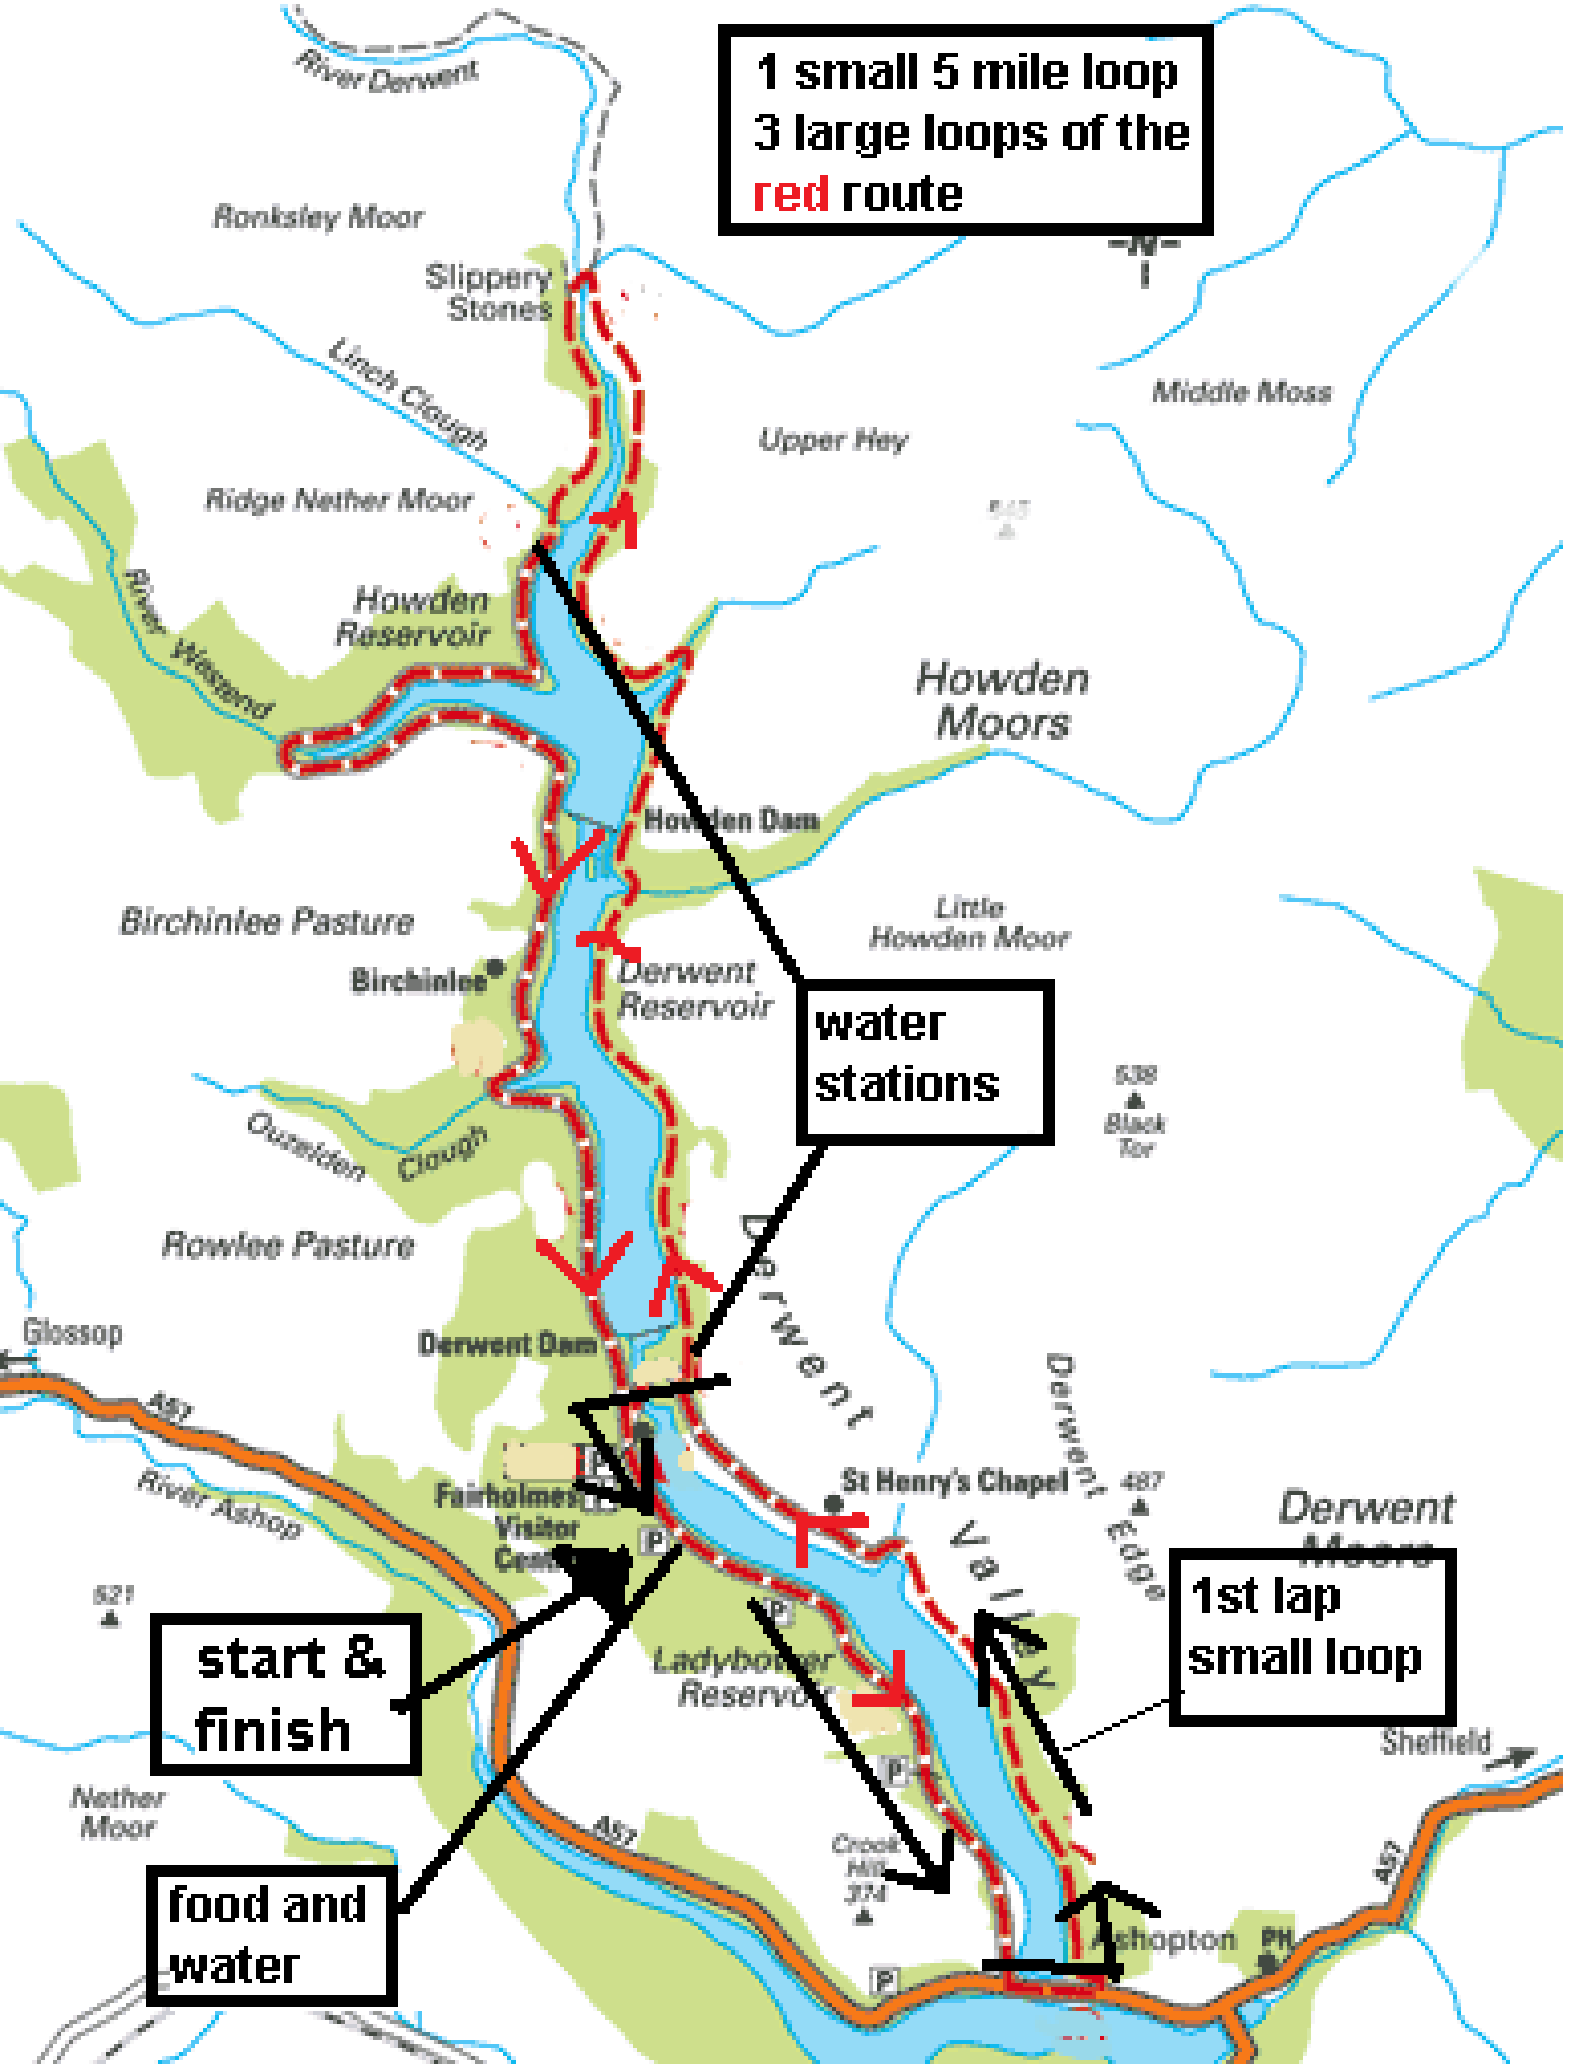 River Derwent
1 small 5 mile loop
3 large loops of the
red route
-N-
Ronksley Moor
Slippery
Stones
Linch Clough
Middle Moss
Upper Hey
Ridge Nether Moor
River Westend
Howden
Reservoir
Howden
Moors
Howden Dam
Birchinlee Pasture
Little
Howden Moor
Birchinlee
Derwent
Reservoir
water
stations
538
Black
Tor
Ouzelden Clough
Rowlee Pasture
Derwent Valley
Glossop
Derwent Dam
A57
Derwent Edge
P
River Ashop
Fairholmes
Visitor
St Henry's Chapel
487
Derwent
Moors
P
521
P
1st lap
small loop
start &
finish
Ladybower
Reservoir
Sheffield
P
Nether
Moor
A57
Crook
Hill
374
A57
food and
water
Ashopton
PH
P